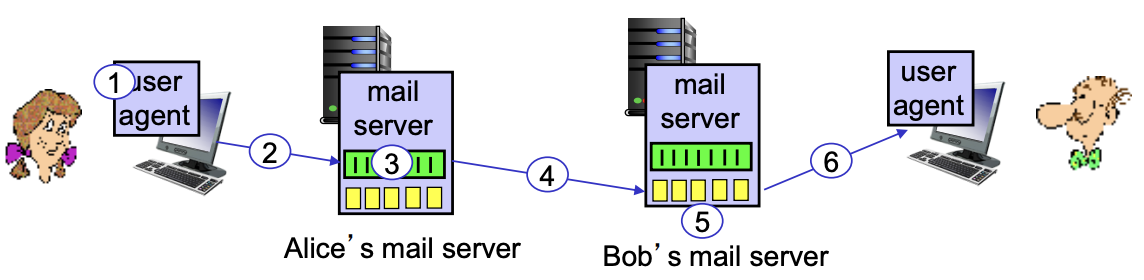 1
user
agent
2
mail
server
3
Alice’s mail server
4
mail
server
5
Bob’s mail server
6
user
agent